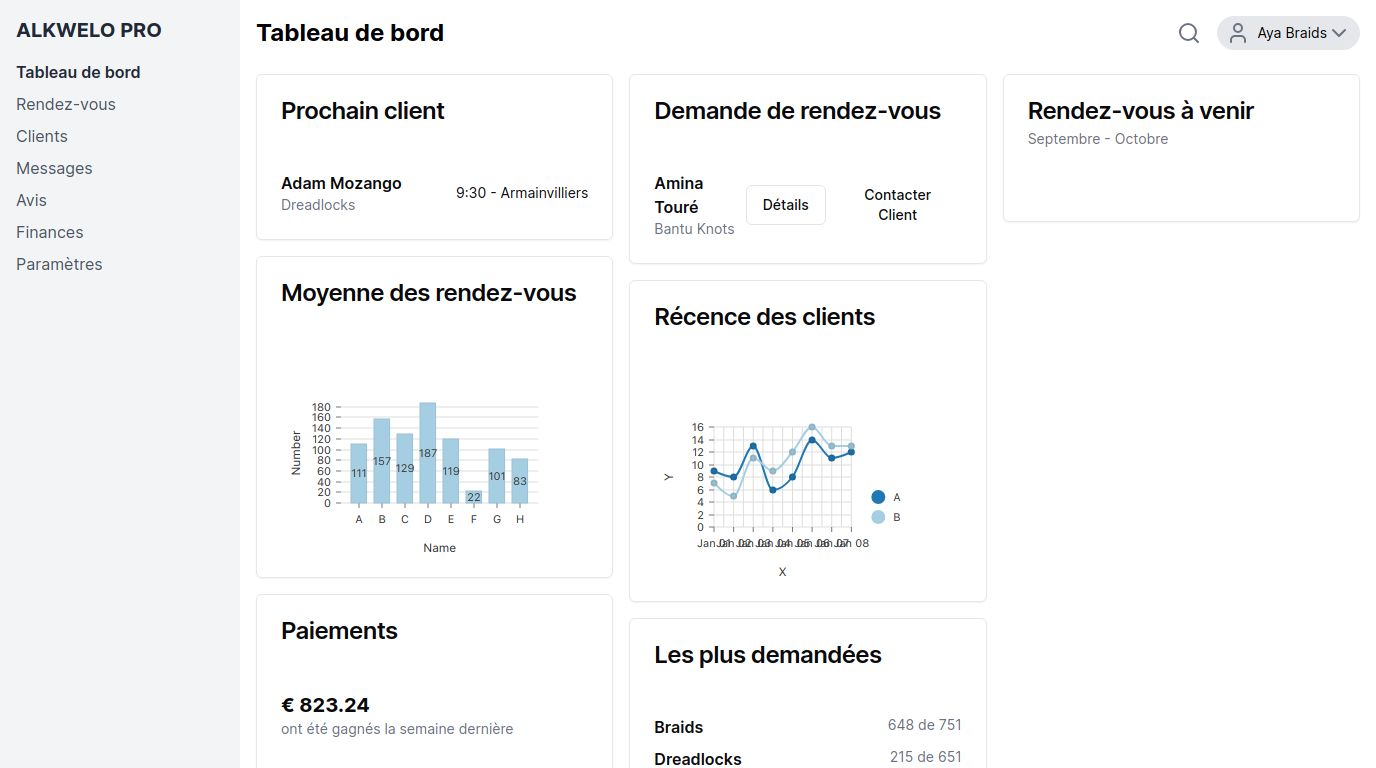 ALKWELO PRO
Tableau de bord
Rendez-vous
Clients
Messages
Avis
Finances
Paramètres
Tableau de bord
Aya Braids
Prochain client
Adam Mozango
Dreadlocks
9:30 - Armainvilliers
Moyenne des rendez-vous
180
160
140
120
100
80
60
40
20
0
Number
111
157
129
187
119
22
101
83
A B C D E F G H
Name
Paiements
€ 823.24
ont été gagnés la semaine dernière
Demande de rendez-vous
Amina
Touré
Bantu Knots
Détails
Contacter
Client
Récence des clients
16
14
12
10
8
6
4
2
0
Y
Jan 01 Jan 02 Jan 03 Jan 04 Jan 05 Jan 06 Jan 07 Jan 08
X
A
B
Les plus demandées
Braids 648 de 751
Dreadlocks 215 de 651
Rendez-vous à venir
Septembre - Octobre